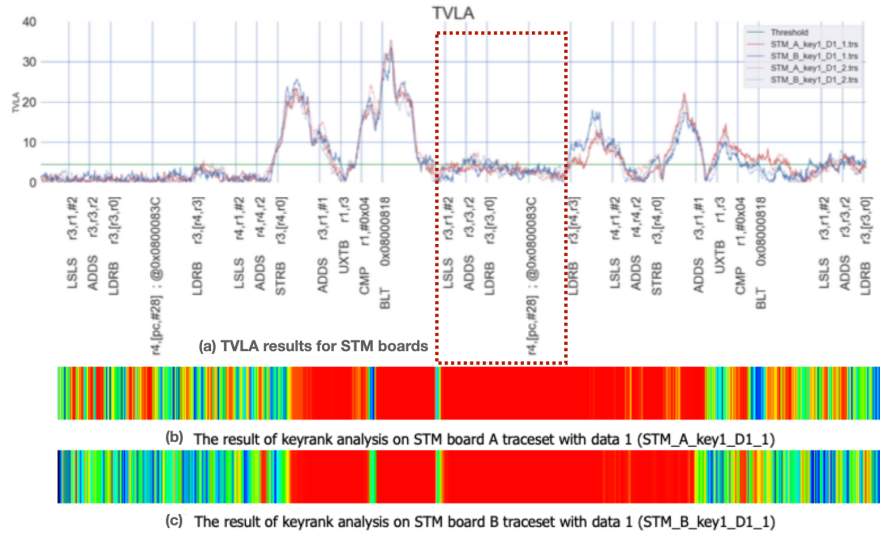 TVLA
40
30
20
10
0
TVLA
Threshold
STM_A_key1_D1_1.trs
STM_B_key1_D1_1.trs
STM_A_key1_D1_2.trs
STM_B_key1_D1_2.trs
LSLS r3,r1,#2
ADDS r3,r3,r2
LDRB r3,[r3,r0]
r4,[pc,#28] ; @0x0800083C
LDRB r3,[r4,r3]
LSLS r4,r1,#2
ADDS r4,r4,r2
STRB r3,[r4,r0]
ADDS r3,r1,#1
UXTB r1,r3
CMP r1,#0x04
BLT 0x08000818
LSLS r3,r1,#2
ADDS r3,r3,r2
LDRB r3,[r3,r0]
r4,[pc,#28] ; @0x0800083C
LDRB r3,[r4,r3]
LSLS r4,r1,#2
ADDS r4,r4,r2
STRB r3,[r4,r0]
ADDS r3,r1,#1
UXTB r1,r3
CMP r1,#0x04
BLT 0x08000818
LSLS r3,r1,#2
ADDS r3,r3,r2
LDRB r3,[r3,r0]
(a) TVLA results for STM boards
(b) The result of keyrank analysis on STM board A traceset with data 1 (STM_A_key1_D1_1)
(c) The result of keyrank analysis on STM board B traceset with data 1 (STM_B_key1_D1_1)